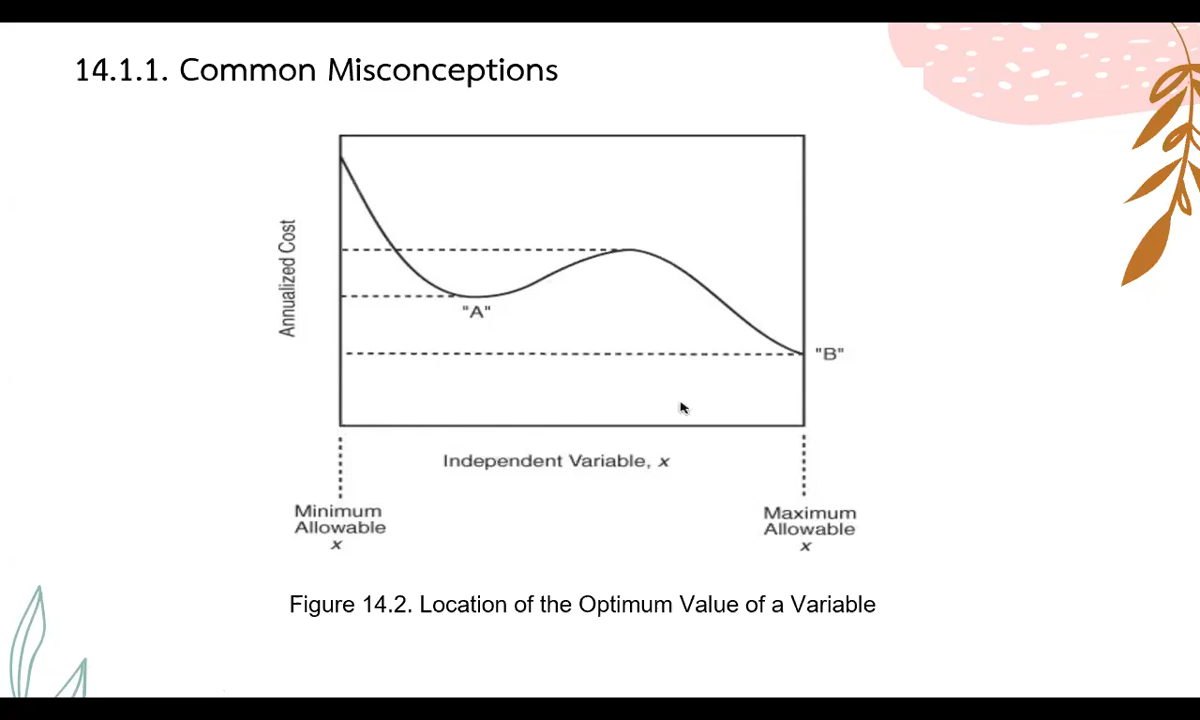 14.1.1. Common Misconceptions
Annualized Cost
"A"
"B"
Independent Variable, x
Minimum
Allowable
x
Maximum
Allowable
x
Figure 14.2. Location of the Optimum Value of a Variable